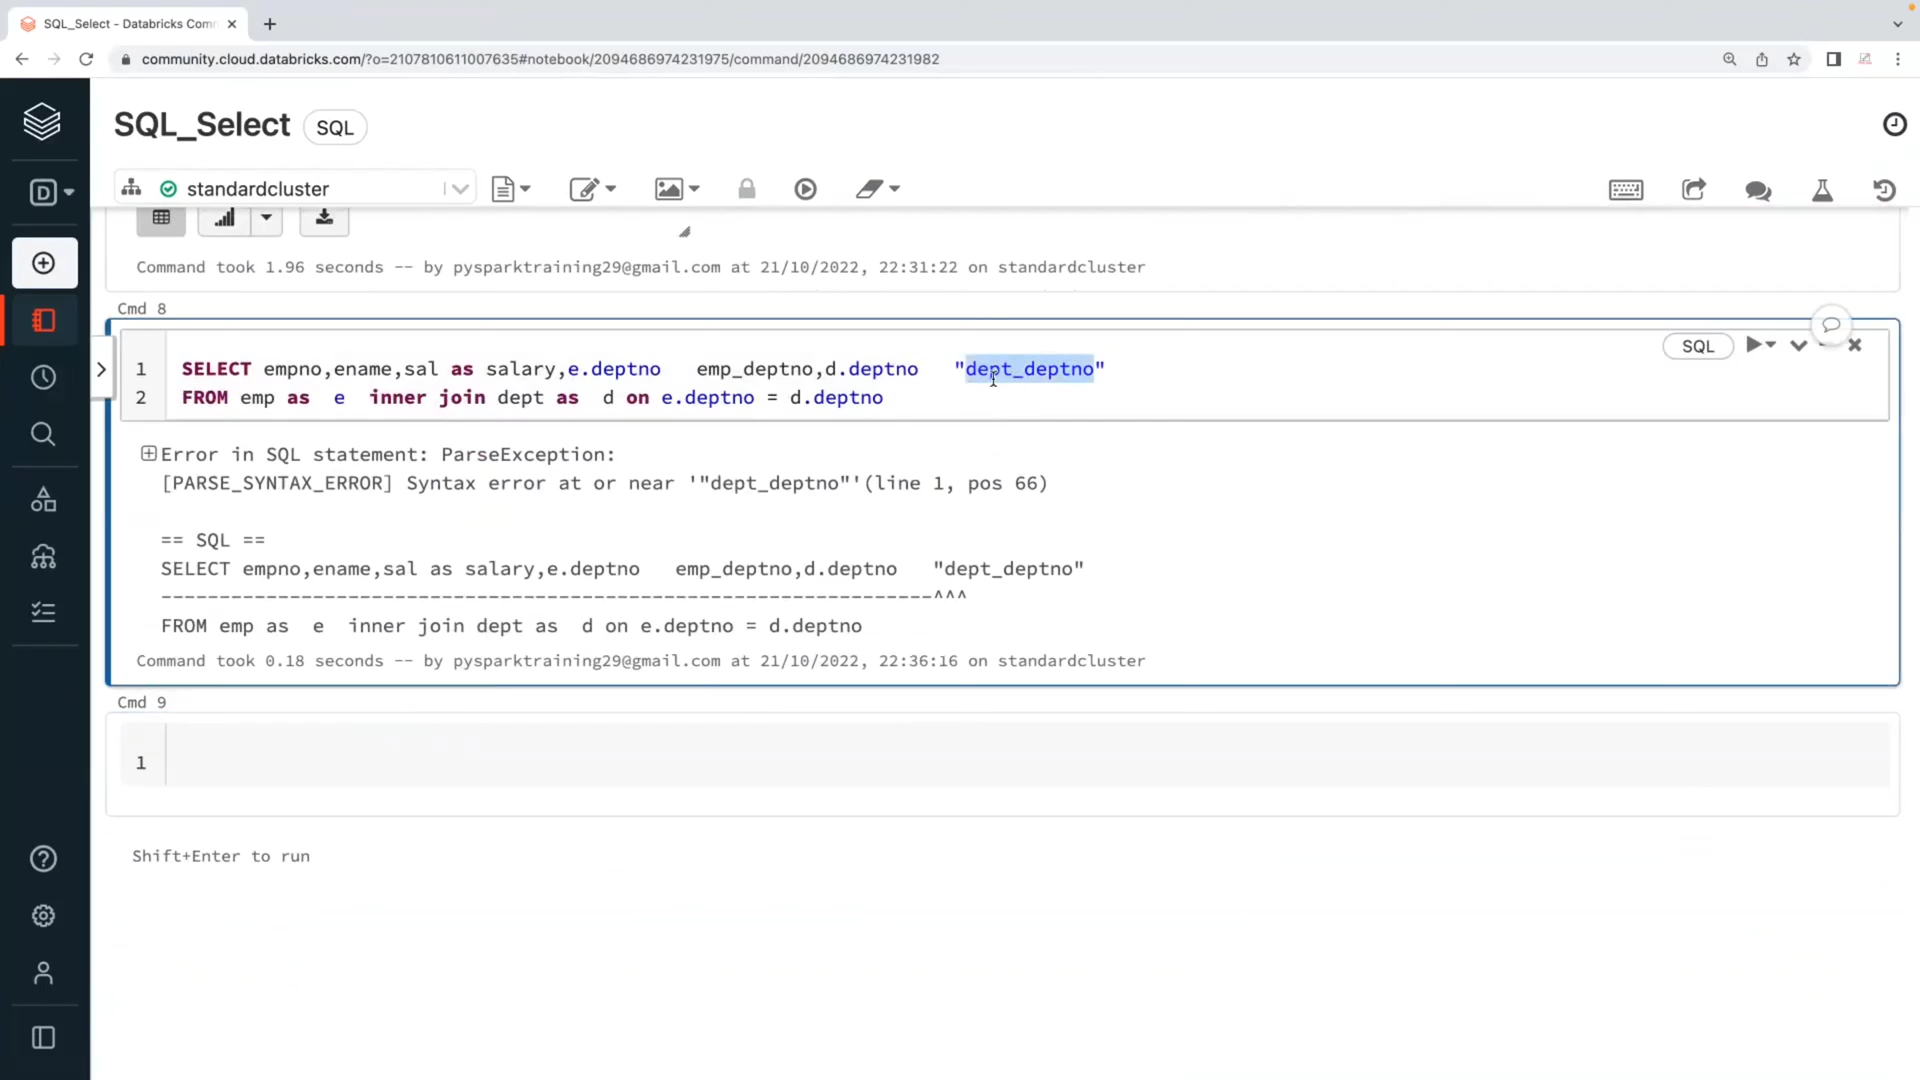 SQL_Select - Databricks Com
community.cloud.databricks.com/?o=2107810611007635#notebook/2094686974231975/command/2094686974231982
SQL_Select SQL
D standardcluster
Command took 1.96 seconds -- by pysparktraining29@gmail.com at 21/10/2022, 22:31:22 on standardcluster
Cmd 8
SQL
1 SELECT empno,ename,sal as salary,e.deptno   emp_deptno,d.deptno   "dept_deptno"
2 FROM emp as  e  inner join dept as  d on e.deptno = d.deptno
Error in SQL statement: ParseException:
[PARSE_SYNTAX_ERROR] Syntax error at or near '"dept_deptno"'(line 1, pos 66)
== SQL ==
SELECT empno,ename,sal as salary,e.deptno   emp_deptno,d.deptno   "dept_deptno"
------------------------------------------------------------------^^^
FROM emp as  e  inner join dept as  d on e.deptno = d.deptno
Command took 0.18 seconds -- by pysparktraining29@gmail.com at 21/10/2022, 22:36:16 on standardcluster
Cmd 9
1
Shift+Enter to run